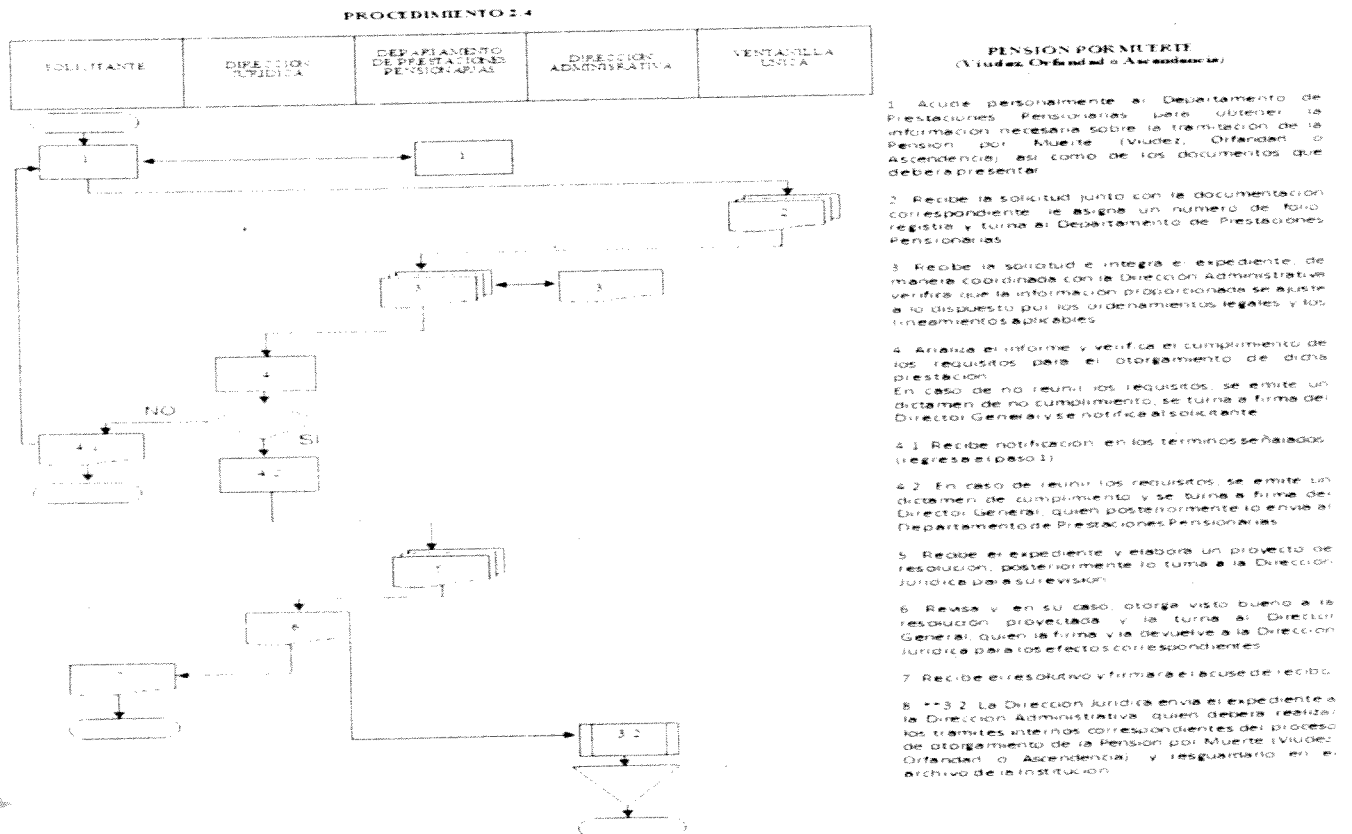 PROCEDIMIENTO 2.4
SOLICITANTE
DIRECCION
JURIDICA
DEPARTAMENTO
DE PRESTACIONES
PENSIONARIAS
DIRECCION
ADMINISTRATIVA
VENTANILLA
UNICA
1
1
2
3
3
4
NO
SI
4.1
4.2
6
3.2
PENSION POR MUERTE
(Viudez, Orfandad o Ascendencia)
1. Acude personalmente al Departamento de
Prestaciones Pensionarias para obtener la
información necesaria sobre la tramitación de la
Pensión por Muerte (Viudez, Orfandad o
Ascendencia) así como de los documentos que
deberá presentar
2. Recibe la solicitud junto con la documentación
correspondiente le asigna un número de folio,
registra y turna al Departamento de Prestaciones
Pensionarias
3. Recibe la solicitud e integra el expediente, de
manera coordinada con la Dirección Administrativa
verifica que la información proporcionada se ajuste
a lo dispuesto por los ordenamientos legales y los
lineamientos aplicables
4. Analiza el informe y verifica el cumplimiento de
los requisitos para el otorgamiento de dicha
prestación
En caso de no reunir los requisitos, se emite un
dictamen de no cumplimiento, se turna a firma del
Director General y se notifica al solicitante
4.1 Recibe notificación en los términos señalados
(regresa al paso 1)
4.2 En caso de reunir los requisitos, se emite un
dictamen de cumplimiento y se turna a firma del
Director General, quien posteriormente lo envía al
Departamento de Prestaciones Pensionarias
5. Recibe el expediente y elabora un proyecto de
resolución, posteriormente lo turna a la Dirección
Jurídica para su revisión
6. Revisa y en su caso, otorga visto bueno a la
resolución proyectada y la turna al Director
General, quien la firma y la devuelve a la Dirección
Jurídica para los efectos correspondientes
7. Recibe el resolutivo y firmará el acuse de recibo
8. **3.2 La Dirección Jurídica envía el expediente a
la Dirección Administrativa quien deberá realizar
los trámites internos correspondientes del proceso
de otorgamiento de la Pensión por Muerte (Viudez
Orfandad o Ascendencia) y resguardarlo en el
archivo de la Institución